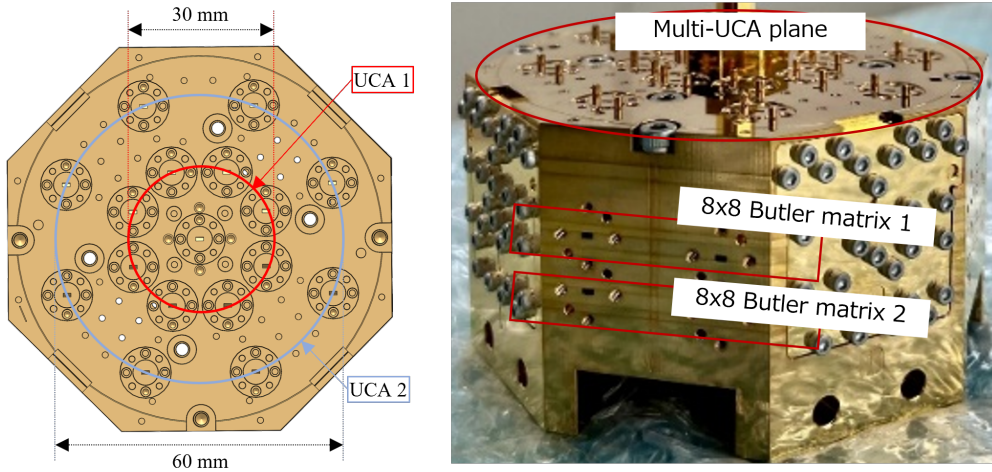 30 mm
UCA 1
UCA 2
60 mm
Multi-UCA plane
8x8 Butler matrix 1
8x8 Butler matrix 2